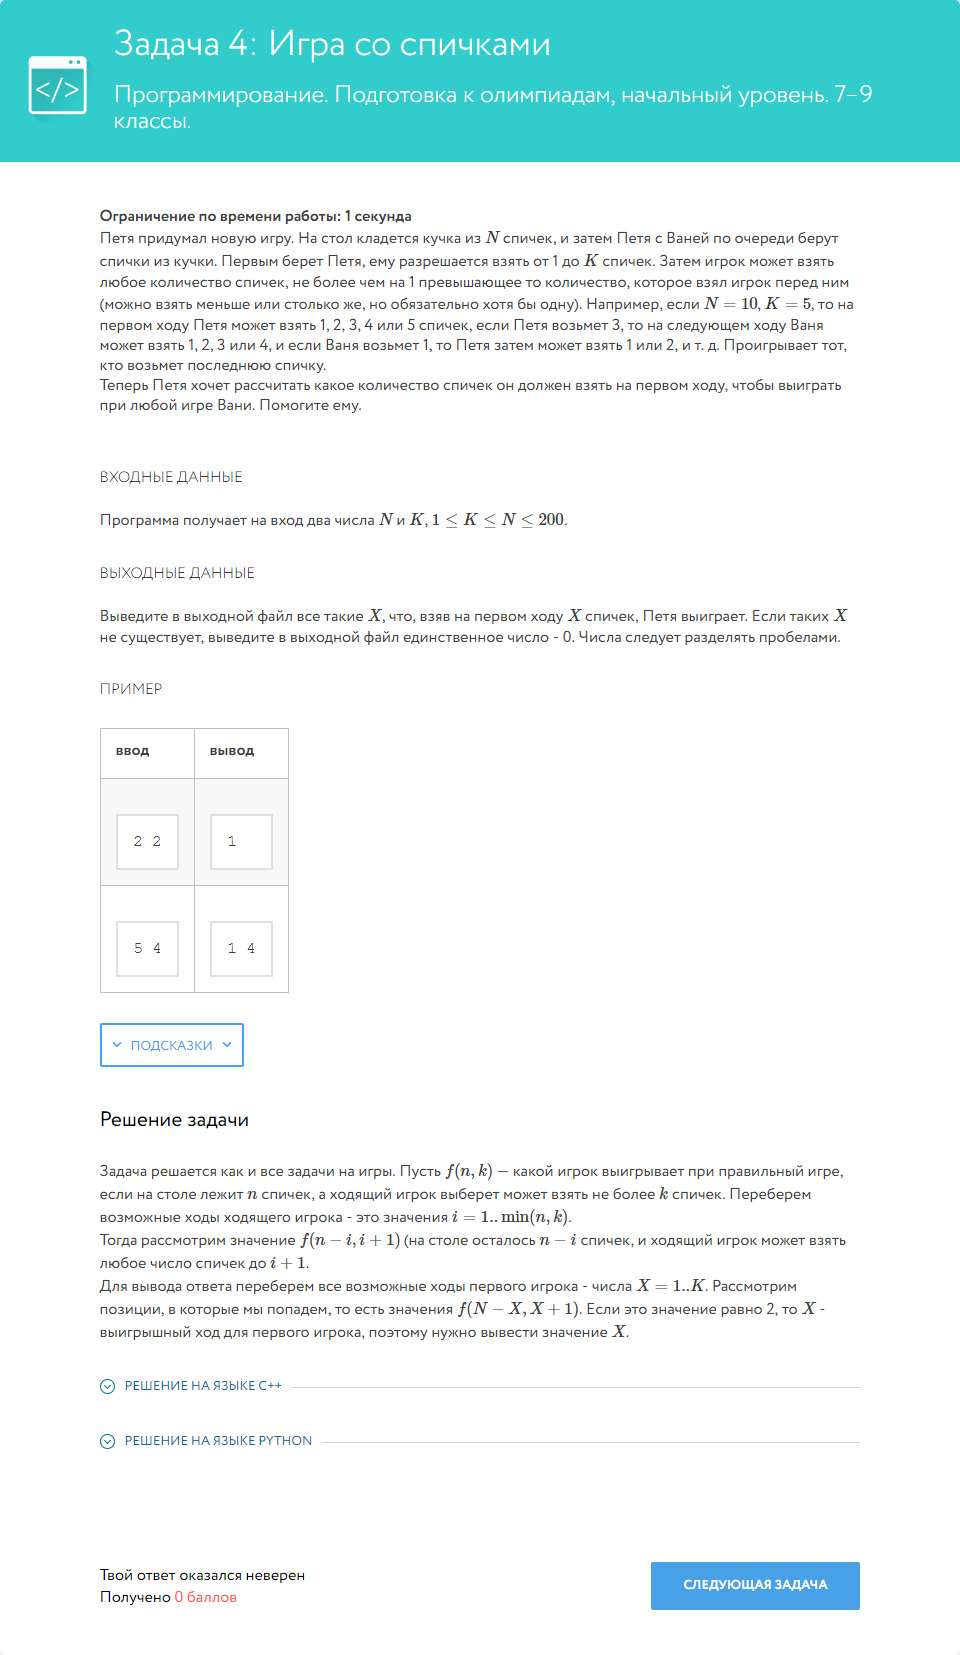 Задача 4: Игра со спичками
</>
Программирование. Подготовка к олимпиадам, начальный уровень. 7–9
классы.
Ограничение по времени работы: 1 секунда
Петя придумал новую игру. На стол кладется кучка из N спичек, и затем Петя с Ваней по очереди берут
спички из кучки. Первым берет Петя, ему разрешается взять от 1 до K спичек. Затем игрок может взять
любое количество спичек, не более чем на 1 превышающее то количество, которое взял игрок перед ним
(можно взять меньше или столько же, но обязательно хотя бы одну). Например, если N = 10, K = 5, то на
первом ходу Петя может взять 1, 2, 3, 4 или 5 спичек, если Петя возьмет 3, то на следующем ходу Ваня
может взять 1, 2, 3 или 4, и если Ваня возьмет 1, то Петя затем может взять 1 или 2, и т. д. Проигрывает тот,
кто возьмет последнюю спичку.
Теперь Петя хочет рассчитать какое количество спичек он должен взять на первом ходу, чтобы выиграть
при любой игре Вани. Помогите ему.
ВХОДНЫЕ ДАННЫЕ
Программа получает на вход два числа N и K, 1 ≤ K ≤ N ≤ 200.
ВЫХОДНЫЕ ДАННЫЕ
Выведите в выходной файл все такие X, что, взяв на первом ходу X спичек, Петя выиграет. Если таких X
не существует, выведите в выходной файл единственное число - 0. Числа следует разделять пробелами.
ПРИМЕР
ввод вывод
2 2 1
5 4 1 4
ПОДСКАЗКИ
Решение задачи
Задача решается как и все задачи на игры. Пусть f(n, k) — какой игрок выигрывает при правильный игре,
если на столе лежит n спичек, а ходящий игрок выберет может взять не более k спичек. Переберем
возможные ходы ходящего игрока - это значения i = 1.. min(n, k).
Тогда рассмотрим значение f(n − i, i + 1) (на столе осталось n − i спичек, и ходящий игрок может взять
любое число спичек до i + 1.
Для вывода ответа переберем все возможные ходы первого игрока - числа X = 1..K. Рассмотрим
позиции, в которые мы попадем, то есть значения f(N − X, X + 1). Если это значение равно 2, то X -
выигрышный ход для первого игрока, поэтому нужно вывести значение X.
РЕШЕНИЕ НА ЯЗЫКЕ C++
РЕШЕНИЕ НА ЯЗЫКЕ PYTHON
Твой ответ оказался неверен
Получено 0 баллов
СЛЕДУЮЩАЯ ЗАДАЧА